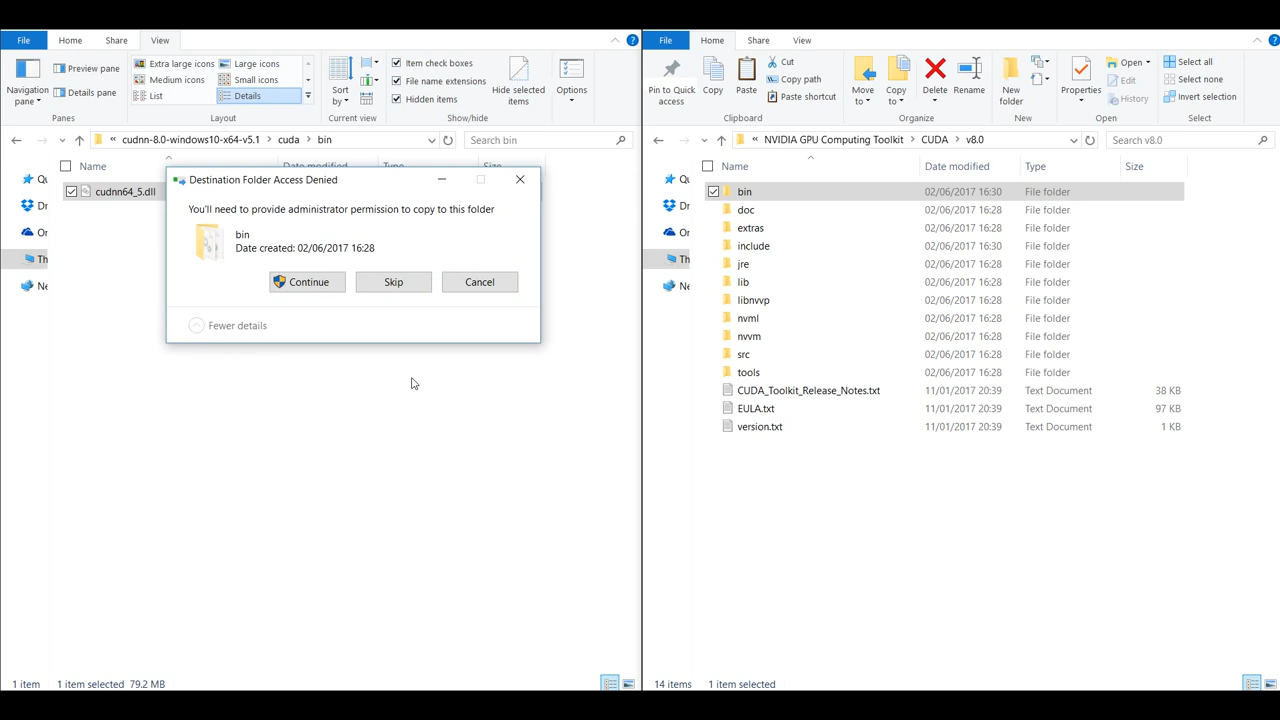 File Home Share View
Navigation pane
Preview pane
Details pane
Panes
Extra large icons Large icons
Medium icons Small icons
List Details
Layout
Sort by
Current view
Item check boxes
File name extensions
Hidden items
Hide selected items
Show/hide
Options
« cudnn-8.0-windows10-x64-v5.1 > cuda > bin
Search bin
Name Date modified Type Size
cudnn64_5.dll
Qu
Dr
On
Th
Ne
Destination Folder Access Denied
You'll need to provide administrator permission to copy to this folder
bin
Date created: 02/06/2017 16:28
Continue Skip Cancel
Fewer details
1 item 1 item selected 79.2 MB
File Home Share View
Pin to Quick access
Copy
Paste
Cut
Copy path
Paste shortcut
Clipboard
Move to
Copy to
Delete
Rename
Organize
New folder
New
Properties
Open
Edit
History
Open
Select all
Select none
Invert selection
Select
« NVIDIA GPU Computing Toolkit > CUDA > v8.0
Search v8.0
Name Date modified Type Size
Qu
Dr
On
Th
Ne
bin 02/06/2017 16:30 File folder
doc 02/06/2017 16:28 File folder
extras 02/06/2017 16:28 File folder
include 02/06/2017 16:30 File folder
jre 02/06/2017 16:28 File folder
lib 02/06/2017 16:28 File folder
libnvvp 02/06/2017 16:28 File folder
nvml 02/06/2017 16:28 File folder
nvvm 02/06/2017 16:28 File folder
src 02/06/2017 16:28 File folder
tools 02/06/2017 16:28 File folder
CUDA_Toolkit_Release_Notes.txt 11/01/2017 20:39 Text Document 38 KB
EULA.txt 11/01/2017 20:39 Text Document 97 KB
version.txt 11/01/2017 20:39 Text Document 1 KB
14 items 1 item selected